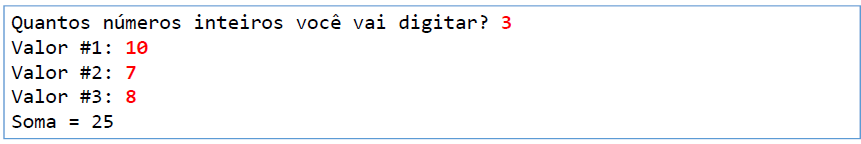 Quantos números inteiros você vai digitar? 3
Valor #1: 10
Valor #2: 7
Valor #3: 8
Soma = 25